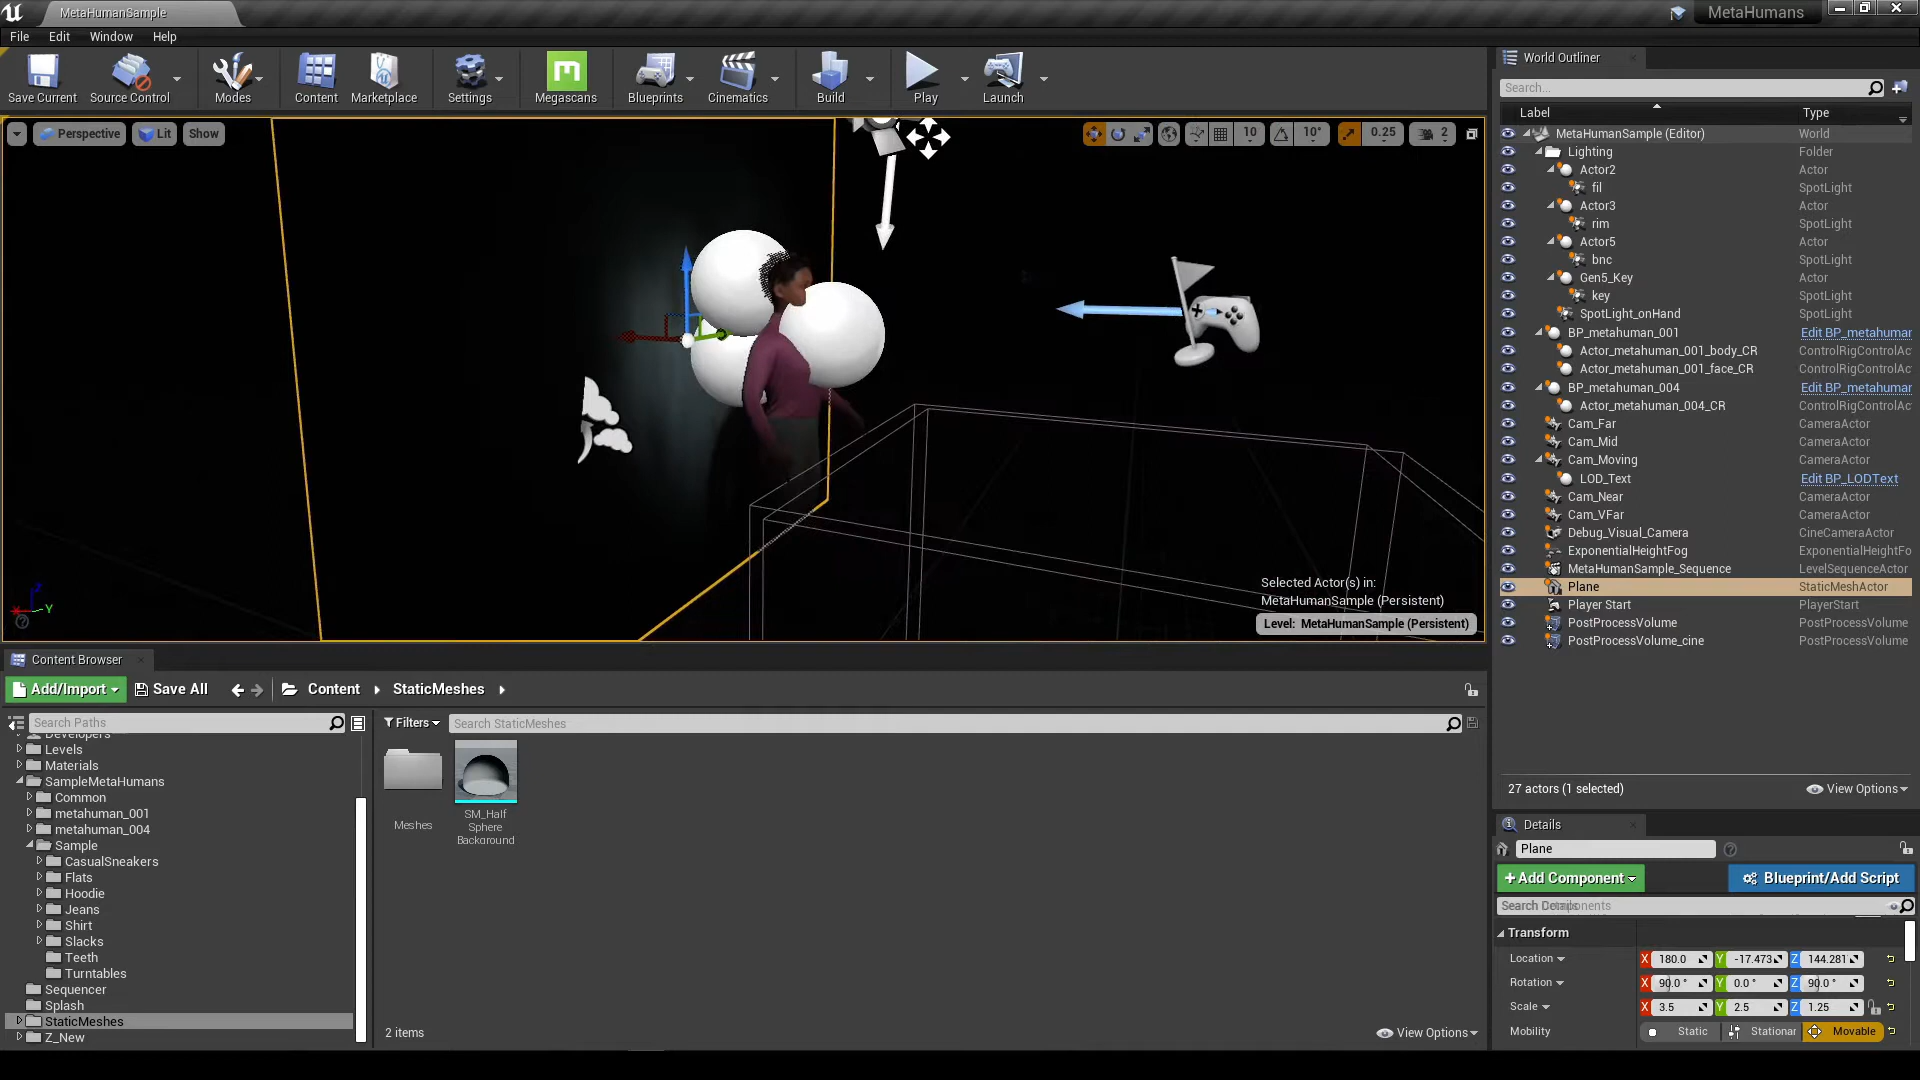 MetaHumanSample
MetaHumans
File Edit Window Help
Save Current Source Control Modes Content Marketplace Settings Megascans Blueprints Cinematics Build Play Launch
Perspective Lit Show
10 10° 0.25 2
Selected Actor(s) in:
MetaHumanSample (Persistent)
Level: MetaHumanSample (Persistent)
World Outliner
Search...
Label Type
MetaHumanSample (Editor) World
Lighting Folder
Actor2 Actor
fil SpotLight
Actor3 Actor
rim SpotLight
Actor5 Actor
bnc SpotLight
Gen5_Key Actor
key SpotLight
SpotLight_onHand SpotLight
BP_metahuman_001 Edit BP_metahuman
Actor_metahuman_001_body_CR ControlRigControlAc
Actor_metahuman_001_face_CR ControlRigControlAc
BP_metahuman_004 Edit BP_metahuman
Actor_metahuman_004_CR ControlRigControlAc
Cam_Far CameraActor
Cam_Mid CameraActor
Cam_Moving CameraActor
LOD_Text Edit BP_LODText
Cam_Near CameraActor
Cam_VFar CameraActor
Debug_Visual_Camera CineCameraActor
ExponentialHeightFog ExponentialHeightFo
MetaHumanSample_Sequence LevelSequenceActor
Plane StaticMeshActor
Player Start PlayerStart
PostProcessVolume PostProcessVolume
PostProcessVolume_cine PostProcessVolume
27 actors (1 selected) View Options
Content Browser
Add/Import Save All Content StaticMeshes
Search Paths
Developers
Levels
Materials
SampleMetaHumans
Common
metahuman_001
metahuman_004
Sample
CasualSneakers
Flats
Hoodie
Jeans
Shirt
Slacks
Teeth
Turntables
Sequencer
Splash
StaticMeshes
Z_New
Filters Search StaticMeshes
Meshes
SM_Half
Sphere
Background
2 items View Options
Details
Plane
+Add Component Blueprint/Add Script
Transform
Location X 180.0 Y -17.473 Z 144.281
Rotation X 90.0° Y 0.0° Z 90.0°
Scale X 3.5 Y 2.5 Z 1.25
Mobility Static Stationar Movable